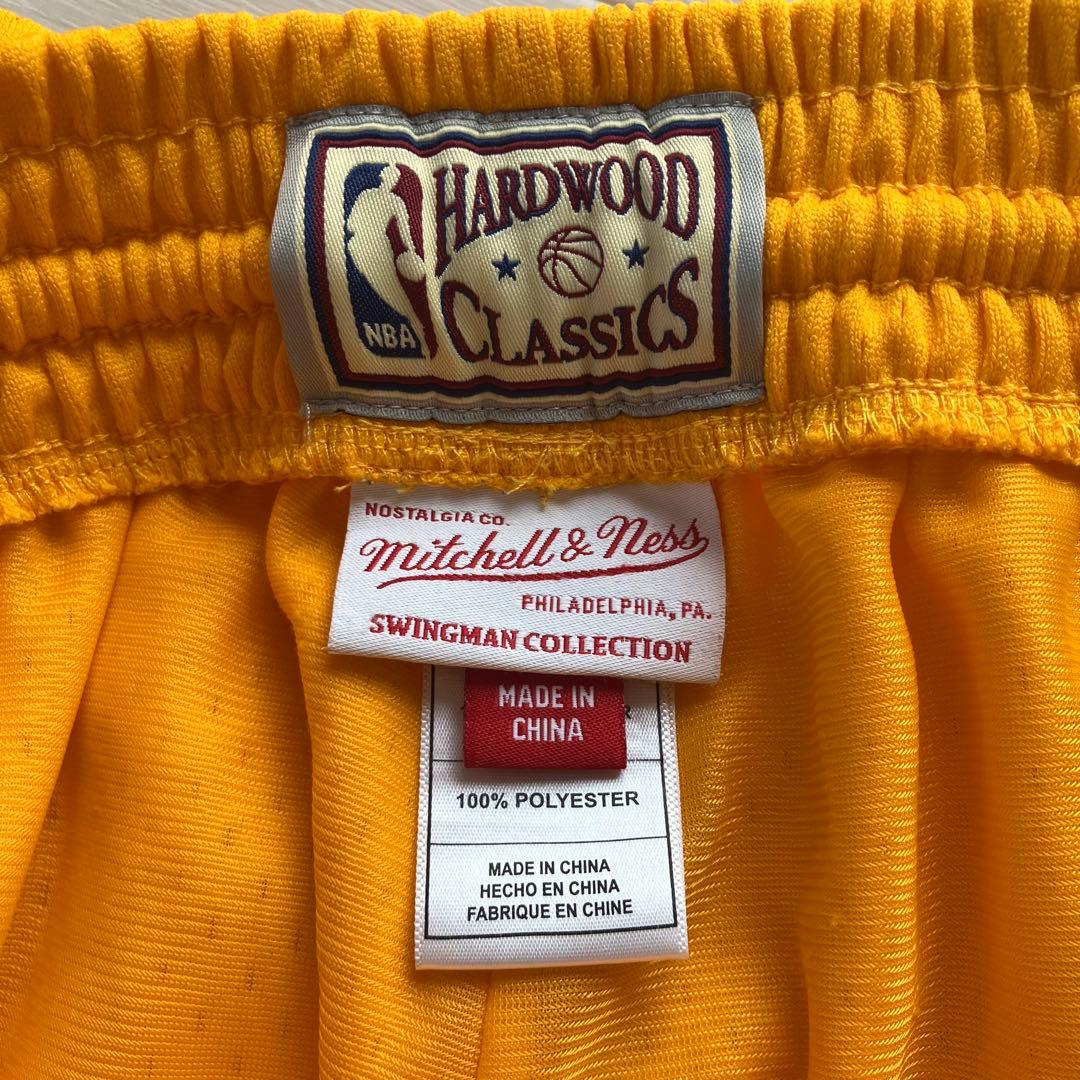 HARDWOOD
CLASSICS
NBA
NOSTALGIA CO.
Mitchell & Ness
PHILADELPHIA, PA.
SWINGMAN COLLECTION
MADE IN
CHINA
100% POLYESTER
MADE IN CHINA
HECHO EN CHINA
FABRIQUE EN CHINE